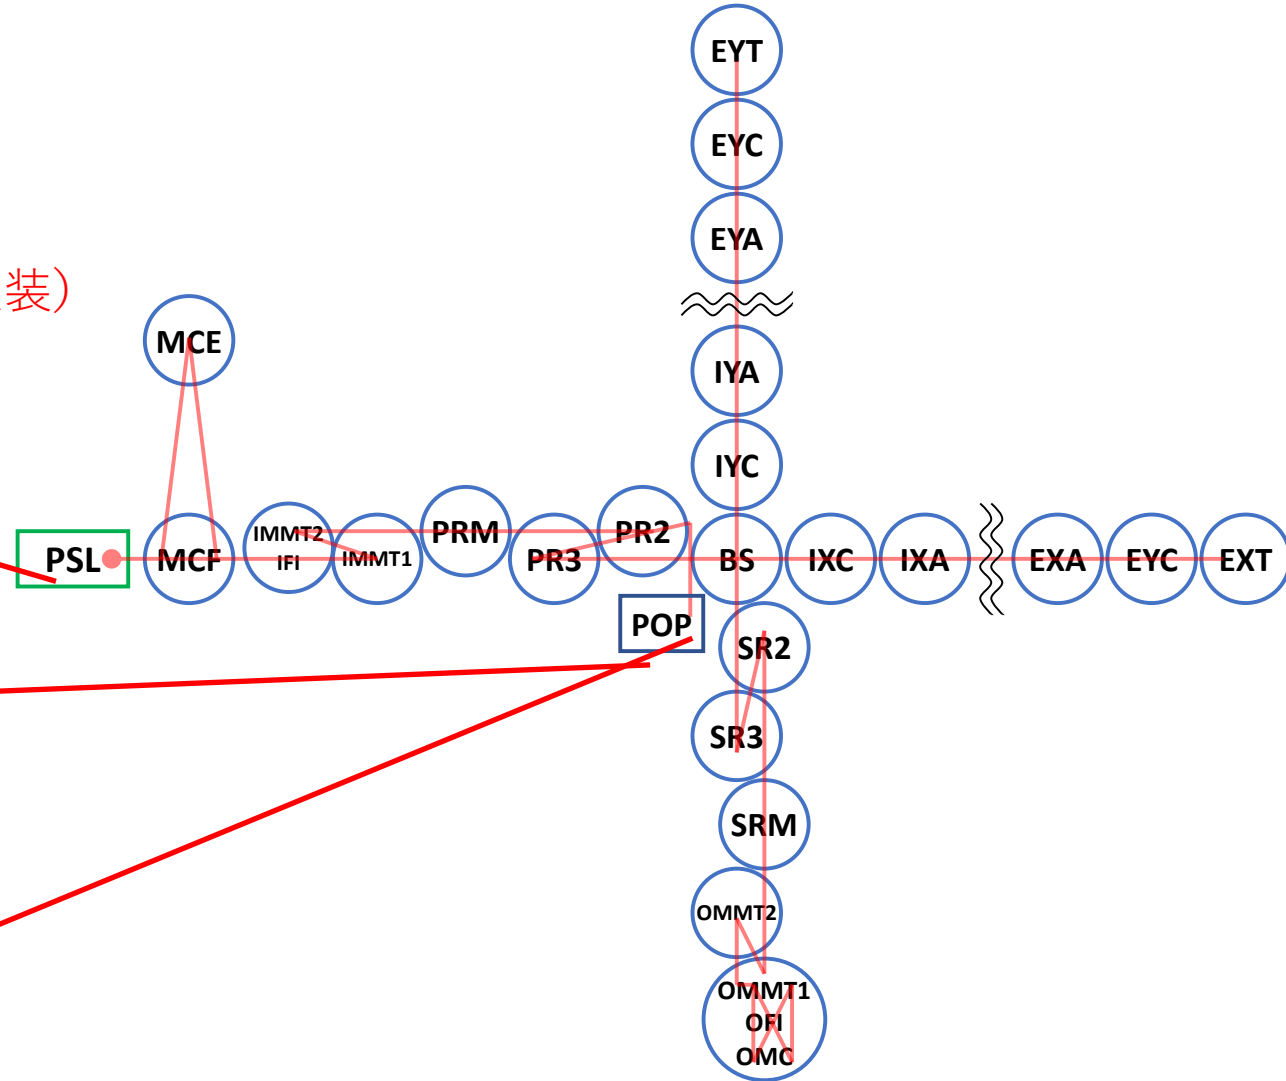 EYT
EYC
EYA
装）
MCE
IYA
IYC
IMMT2
IFI
PRM
PR2
PSL
MCF
IMMT1
PR3
BS
IXC
IXA
EXA
EYC
EXT
POP
SR2
SR3
SRM
OMMT2
OMMT1
OFI
OMC